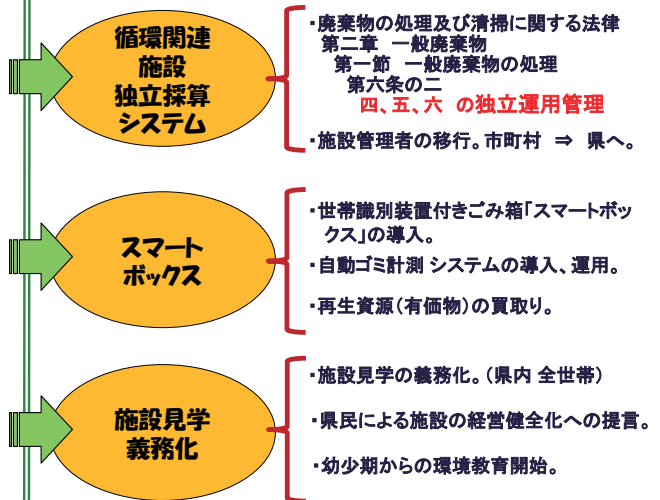 循環関連
施設
独立採算
システム
・廃棄物の処理及び清掃に関する法律
第二章 一般廃棄物
第一節 一般廃棄物の処理
第六条の二
四、五、六 の独立運用管理
・施設管理者の移行。市町村 ⇒ 県へ。
スマート
ボックス
・世帯識別装置付きごみ箱「スマートボッ
クス」の導入。
・自動ゴミ計測 システムの導入、運用。
・再生資源(有価物)の買取り。
施設見学
義務化
・施設見学の義務化。(県内 全世帯)
・県民による施設の経営健全化への提言。
・幼少期からの環境教育開始。